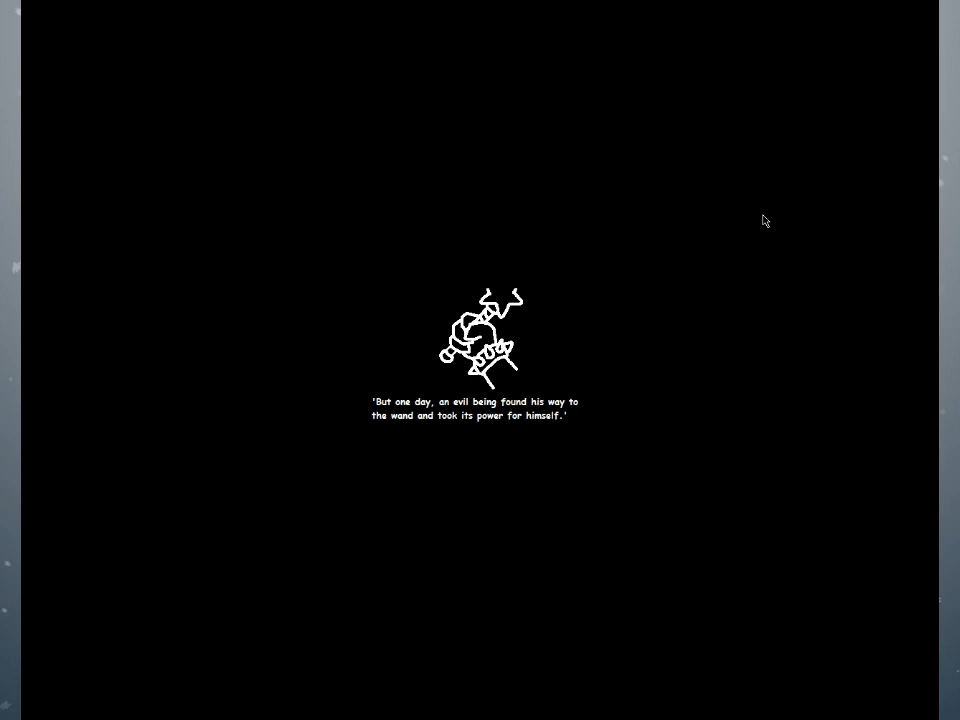 'But one day, an evil being found his way to
the wand and took its power for himself.'